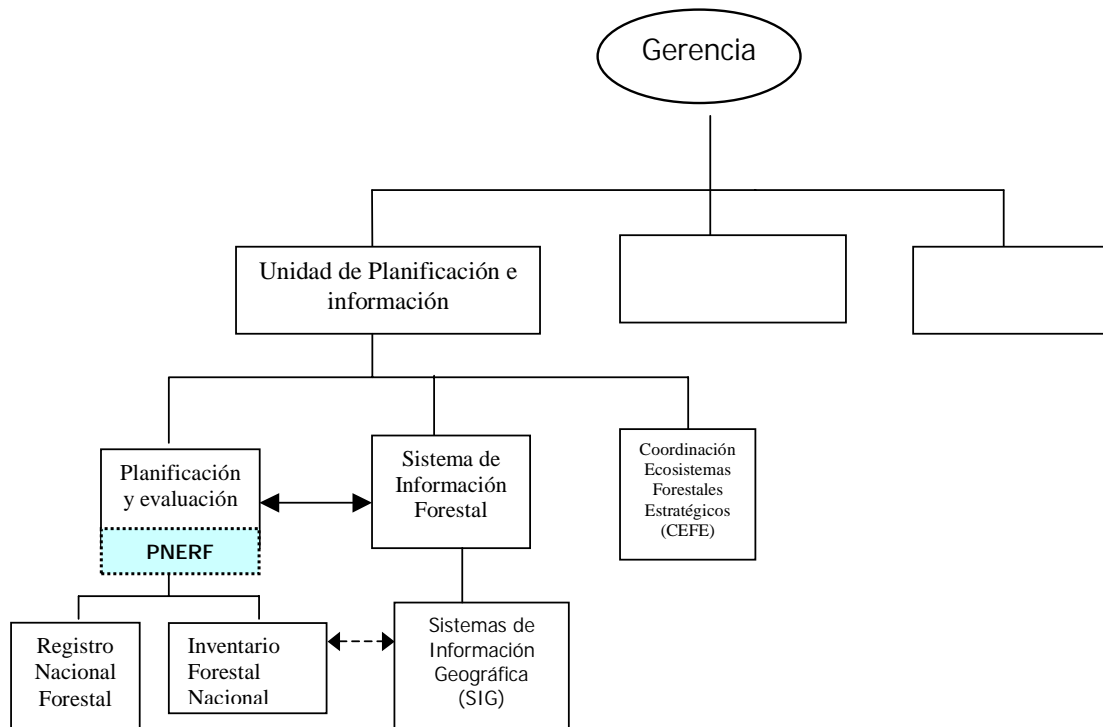 Gerencia
Unidad de Planificación e
información
Planificación
y evaluación
PNERF
Sistema de
Información
Forestal
Coordinación
Ecosistemas
Forestales
Estratégicos
(CEFE)
Registro
Nacional
Forestal
Inventario
Forestal
Nacional
Sistemas de
Información
Geográfica
(SIG)